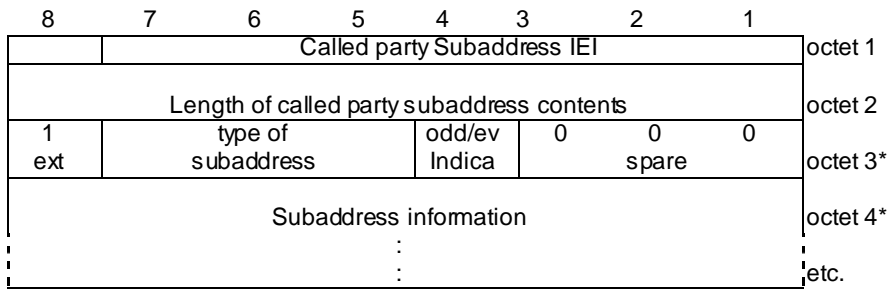 8 7 6 5 4 3 2 1
Called party Subaddress IEI octet 1
Length of called party subaddress contents octet 2
1 type of odd/ev 0 0 0
ext subaddress Indica spare octet 3*
Subaddress information octet 4*
:
: etc.